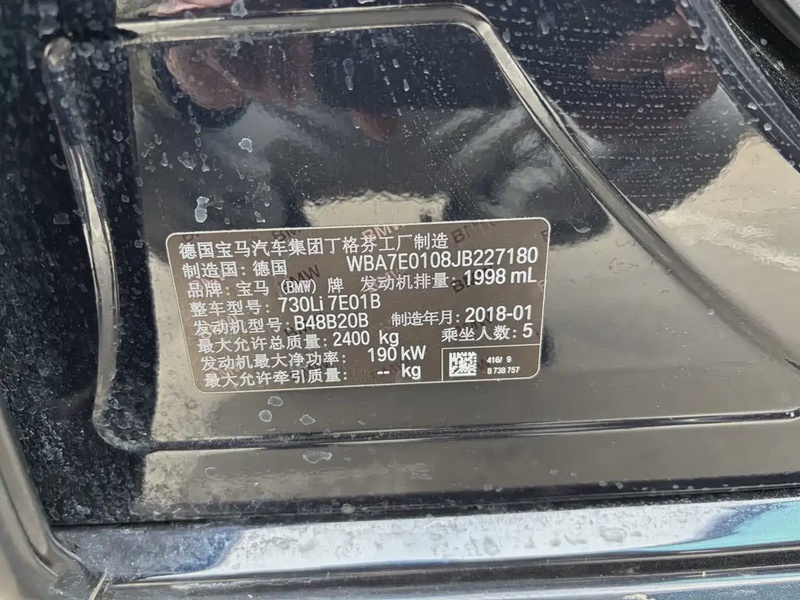 德国宝马汽车集团丁格芬工厂制造
制造国: 德国 WBA7E0108JB227180
品牌: 宝马 (BMW) 牌 发动机排量: 1998 mL
整车型号: 730Li 7E01B
发动机型号: B48B20B 制造年月: 2018-01
最大允许总质量: 2400 kg 乘坐人数: 5
发动机最大净功率: 190 kW
最大允许牵引质量: -- kg
416/ 9
8 738 757
BMW
BMW
BMW